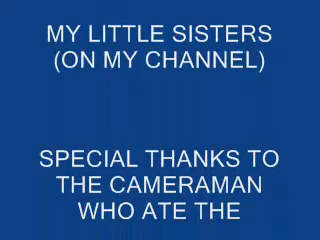 MY LITTLE SISTERS
(ON MY CHANNEL)
SPECIAL THANKS TO
THE CAMERAMAN
WHO ATE THE